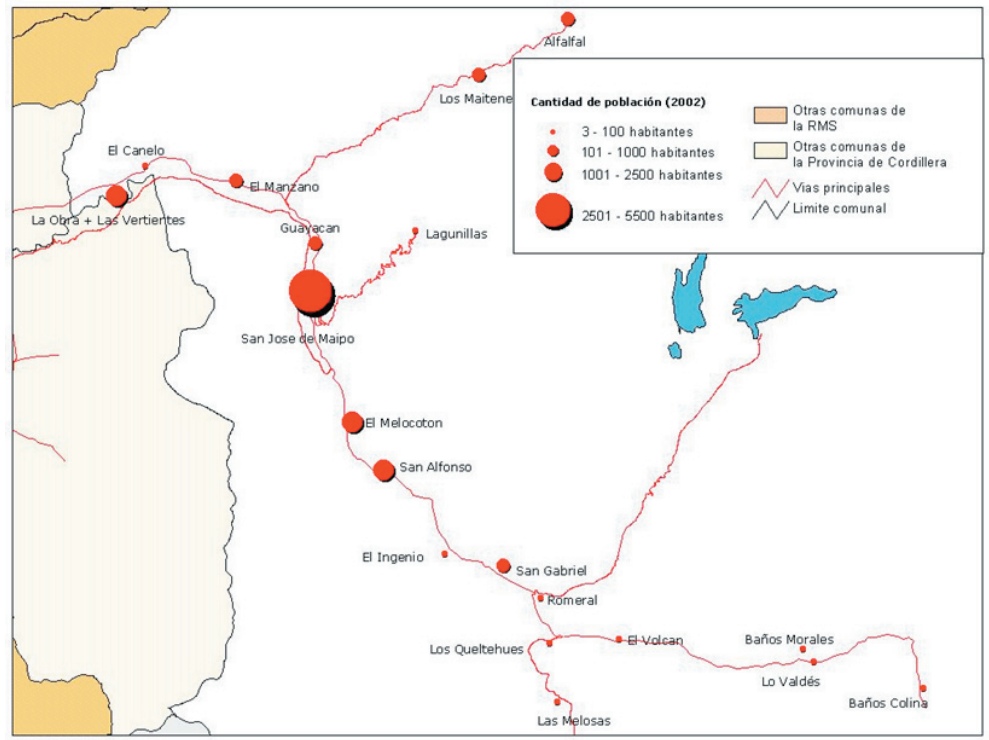 Alfalfal
Los Maitene
Cantidad de población (2002)
3 - 100 habitantes
101 - 1000 habitantes
1001 - 2500 habitantes
2501 - 5500 habitantes
Otras comunas de
la RMS
Otras comunas de
la Provincia de Cordillera
Vias principales
Limite comunal
El Canelo
El Manzano
La Obra + Las Vertientes
Guayacan
Lagunillas
San Jose de Maipo
El Melocoton
San Alfonso
El Ingenio
San Gabriel
Romeral
Los Queltehues
El Volcan
Baños Morales
Lo Valdés
Baños Colina
Las Melosas